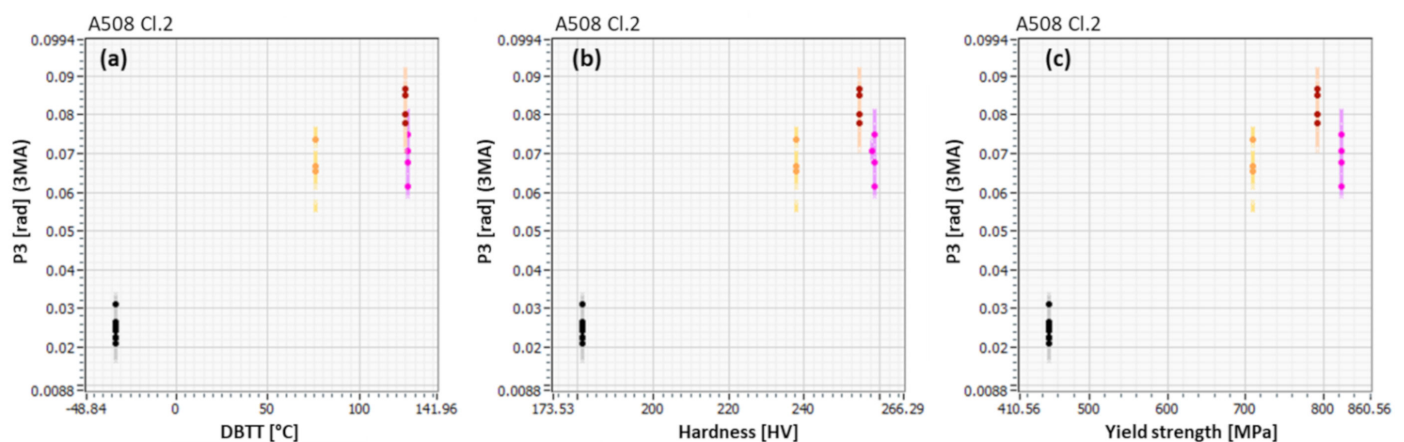 A508 Cl.2
(a)
0.0994
0.09
0.08
0.07
0.06
0.05
0.04
0.03
0.02
0.0088
P3 [rad] (3MA)
-48.84 0 50 100 141.96
DBTT [°C]
A508 Cl.2
(b)
0.0994
0.09
0.08
0.07
0.06
0.05
0.04
0.03
0.02
0.0088
P3 [rad] (3MA)
173.53 200 220 240 266.29
Hardness [HV]
A508 Cl.2
(c)
0.0994
0.09
0.08
0.07
0.06
0.05
0.04
0.03
0.02
0.0088
P3 [rad] (3MA)
410.56 500 600 700 800 860.56
Yield strength [MPa]